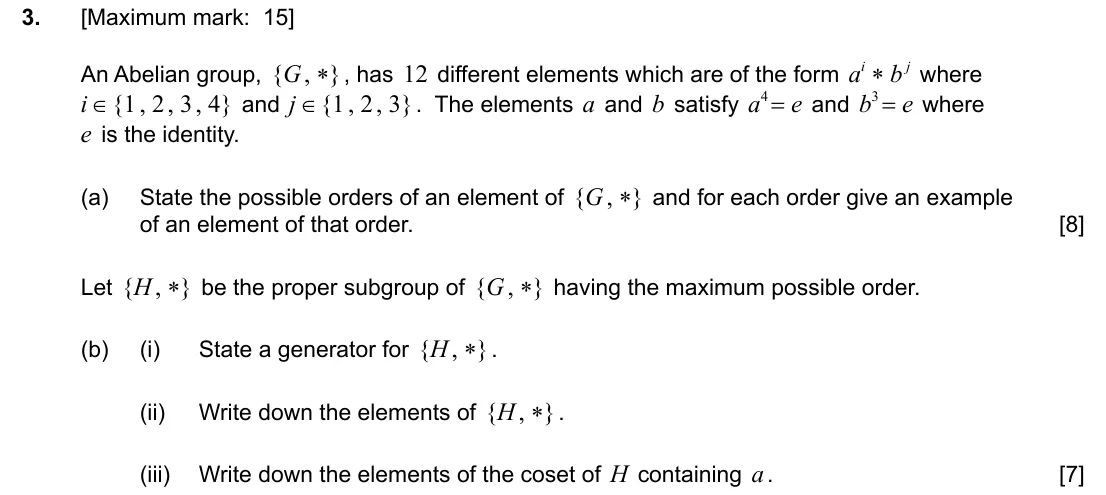 3. [Maximum mark: 15]
An Abelian group, {G, ∗}, has 12 different elements which are of the form aⁱ ∗ bʲ where
i ∈ {1, 2, 3, 4} and j ∈ {1, 2, 3}. The elements a and b satisfy a⁴ = e and b³ = e where
e is the identity.
(a) State the possible orders of an element of {G, ∗} and for each order give an example
of an element of that order. [8]
Let {H, ∗} be the proper subgroup of {G, ∗} having the maximum possible order.
(b) (i) State a generator for {H, ∗}.
(ii) Write down the elements of {H, ∗}.
(iii) Write down the elements of the coset of H containing a. [7]